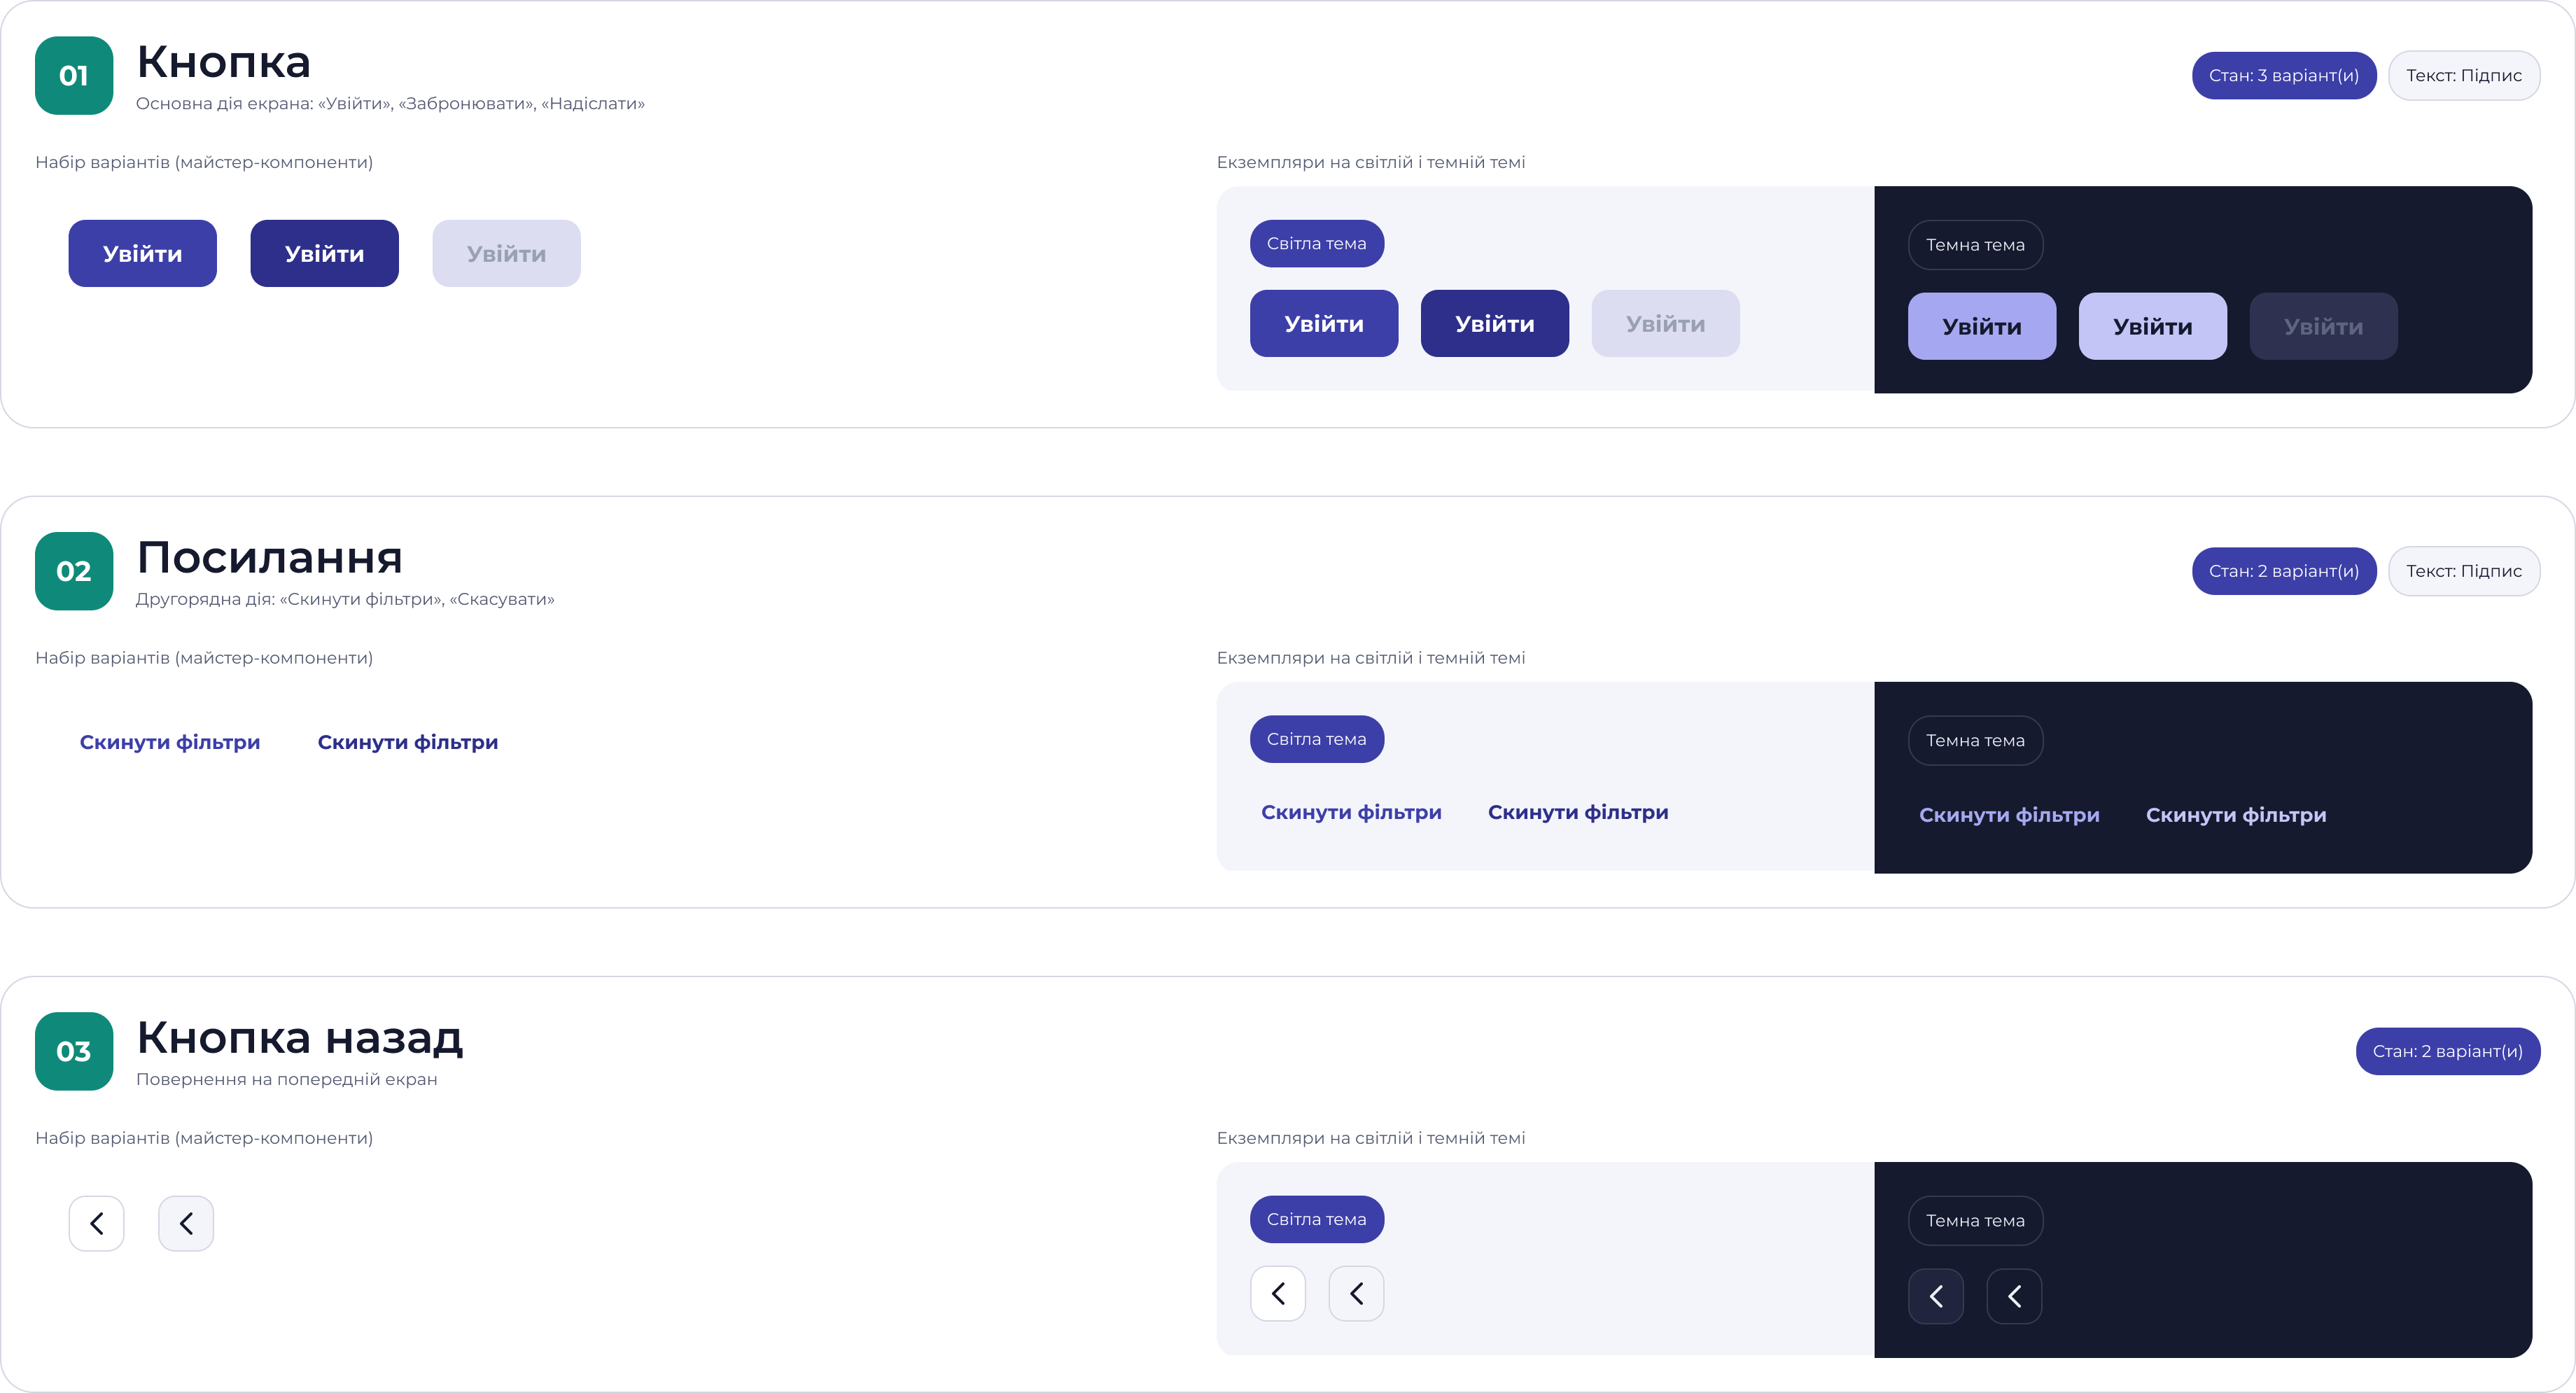 01
Кнопка
Основна дія екрана: «Увійти», «Забронювати», «Надіслати»
Стан: 3 варіант(и)
Текст: Підпис
Набір варіантів (майстер-компоненти)
Увійти
Увійти
Увійти
Екземпляри на світлій і темній темі
Світла тема
Увійти
Увійти
Увійти
Темна тема
Увійти
Увійти
Увійти
02
Посилання
Другорядна дія: «Скинути фільтри», «Скасувати»
Стан: 2 варіант(и)
Текст: Підпис
Набір варіантів (майстер-компоненти)
Скинути фільтри
Скинути фільтри
Екземпляри на світлій і темній темі
Світла тема
Скинути фільтри
Скинути фільтри
Темна тема
Скинути фільтри
Скинути фільтри
03
Кнопка назад
Повернення на попередній екран
Стан: 2 варіант(и)
Набір варіантів (майстер-компоненти)
Екземпляри на світлій і темній темі
Світла тема
Темна тема